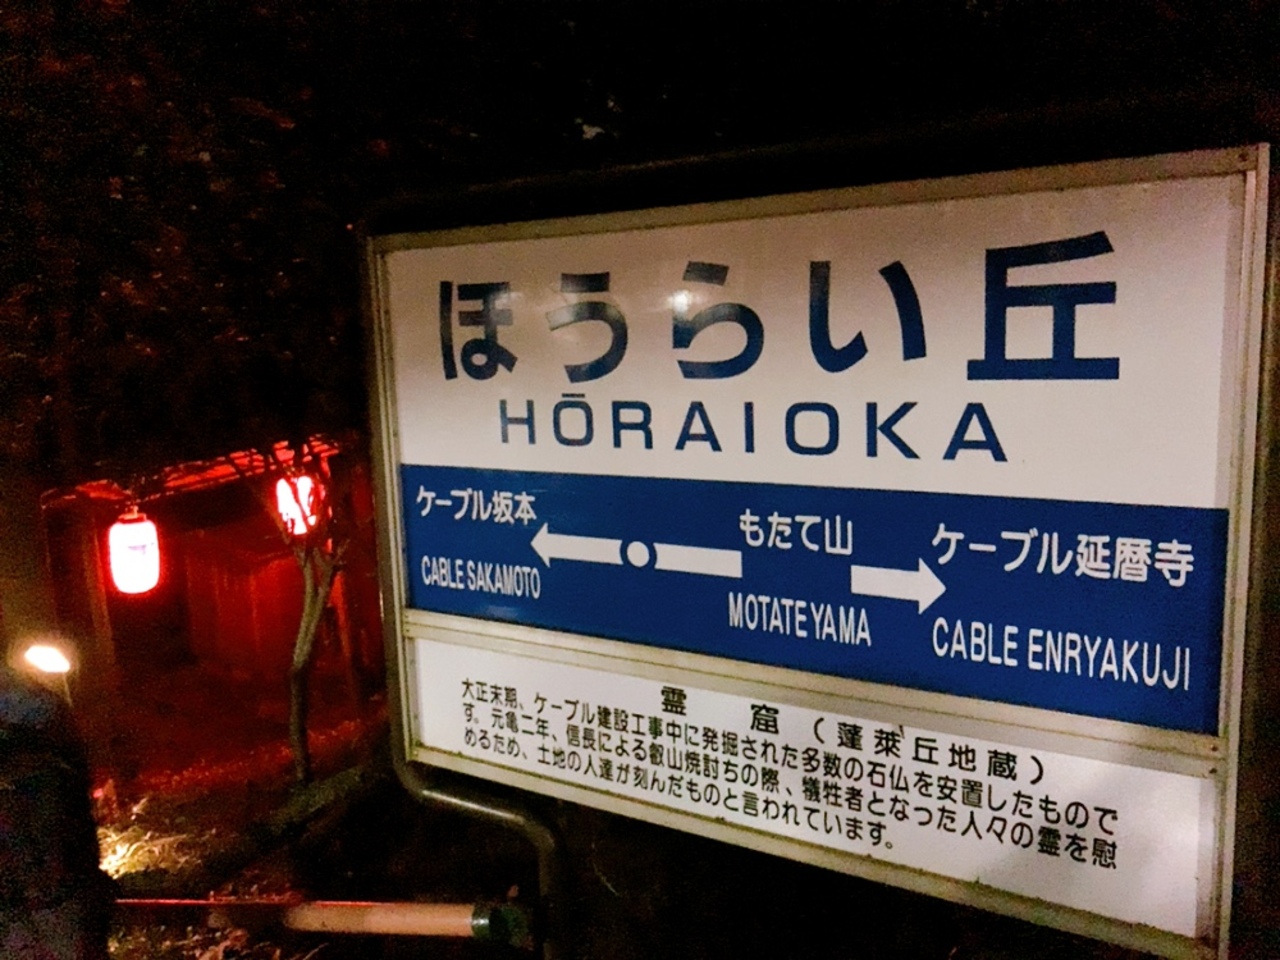 ほうらい丘
HŌRAIOKA
ケーブル坂本
もたて山
ケーブル延暦寺
CABLE SAKAMOTO
MOTATEYAMA
CABLE ENRYAKUJI
霊窟（蓬萊丘地蔵）
大正末期、ケーブル建設工事中に発掘された多数の石仏を安置したもので
す。元亀二年、信長による叡山焼討ちの際、犠牲者となった人々の霊を慰
めるため、土地の人達が刻んだものと言われています。